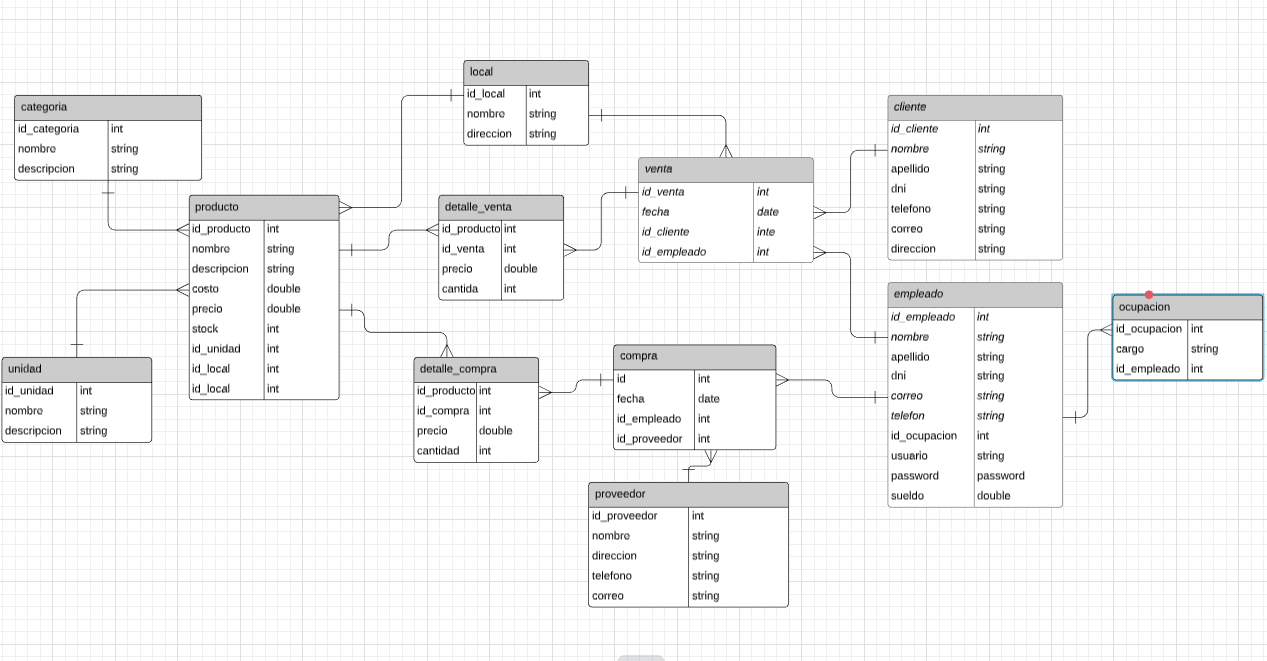 local
id_local int
nombre string
direccion string
categoria
id_categoria int
nombre string
descripcion string
cliente
id_cliente int
nombre string
apellido string
dni string
telefono string
correo string
direccion string
venta
id_venta int
fecha date
id_cliente inte
id_empleado int
producto
id_producto int
nombre string
descripcion string
costo double
precio double
stock int
id_unidad int
id_local int
id_local int
detalle_venta
id_producto int
id_venta int
precio double
cantida int
empleado
id_empleado int
nombre string
apellido string
dni string
correo string
telefon string
id_ocupacion int
usuario string
password password
sueldo double
ocupacion
id_ocupacion int
cargo string
id_empleado int
unidad
id_unidad int
nombre string
descripcion string
detalle_compra
id_producto int
id_compra int
precio double
cantidad int
compra
id int
fecha date
id_empleado int
id_proveedor int
proveedor
id_proveedor int
nombre string
direccion string
telefono string
correo string